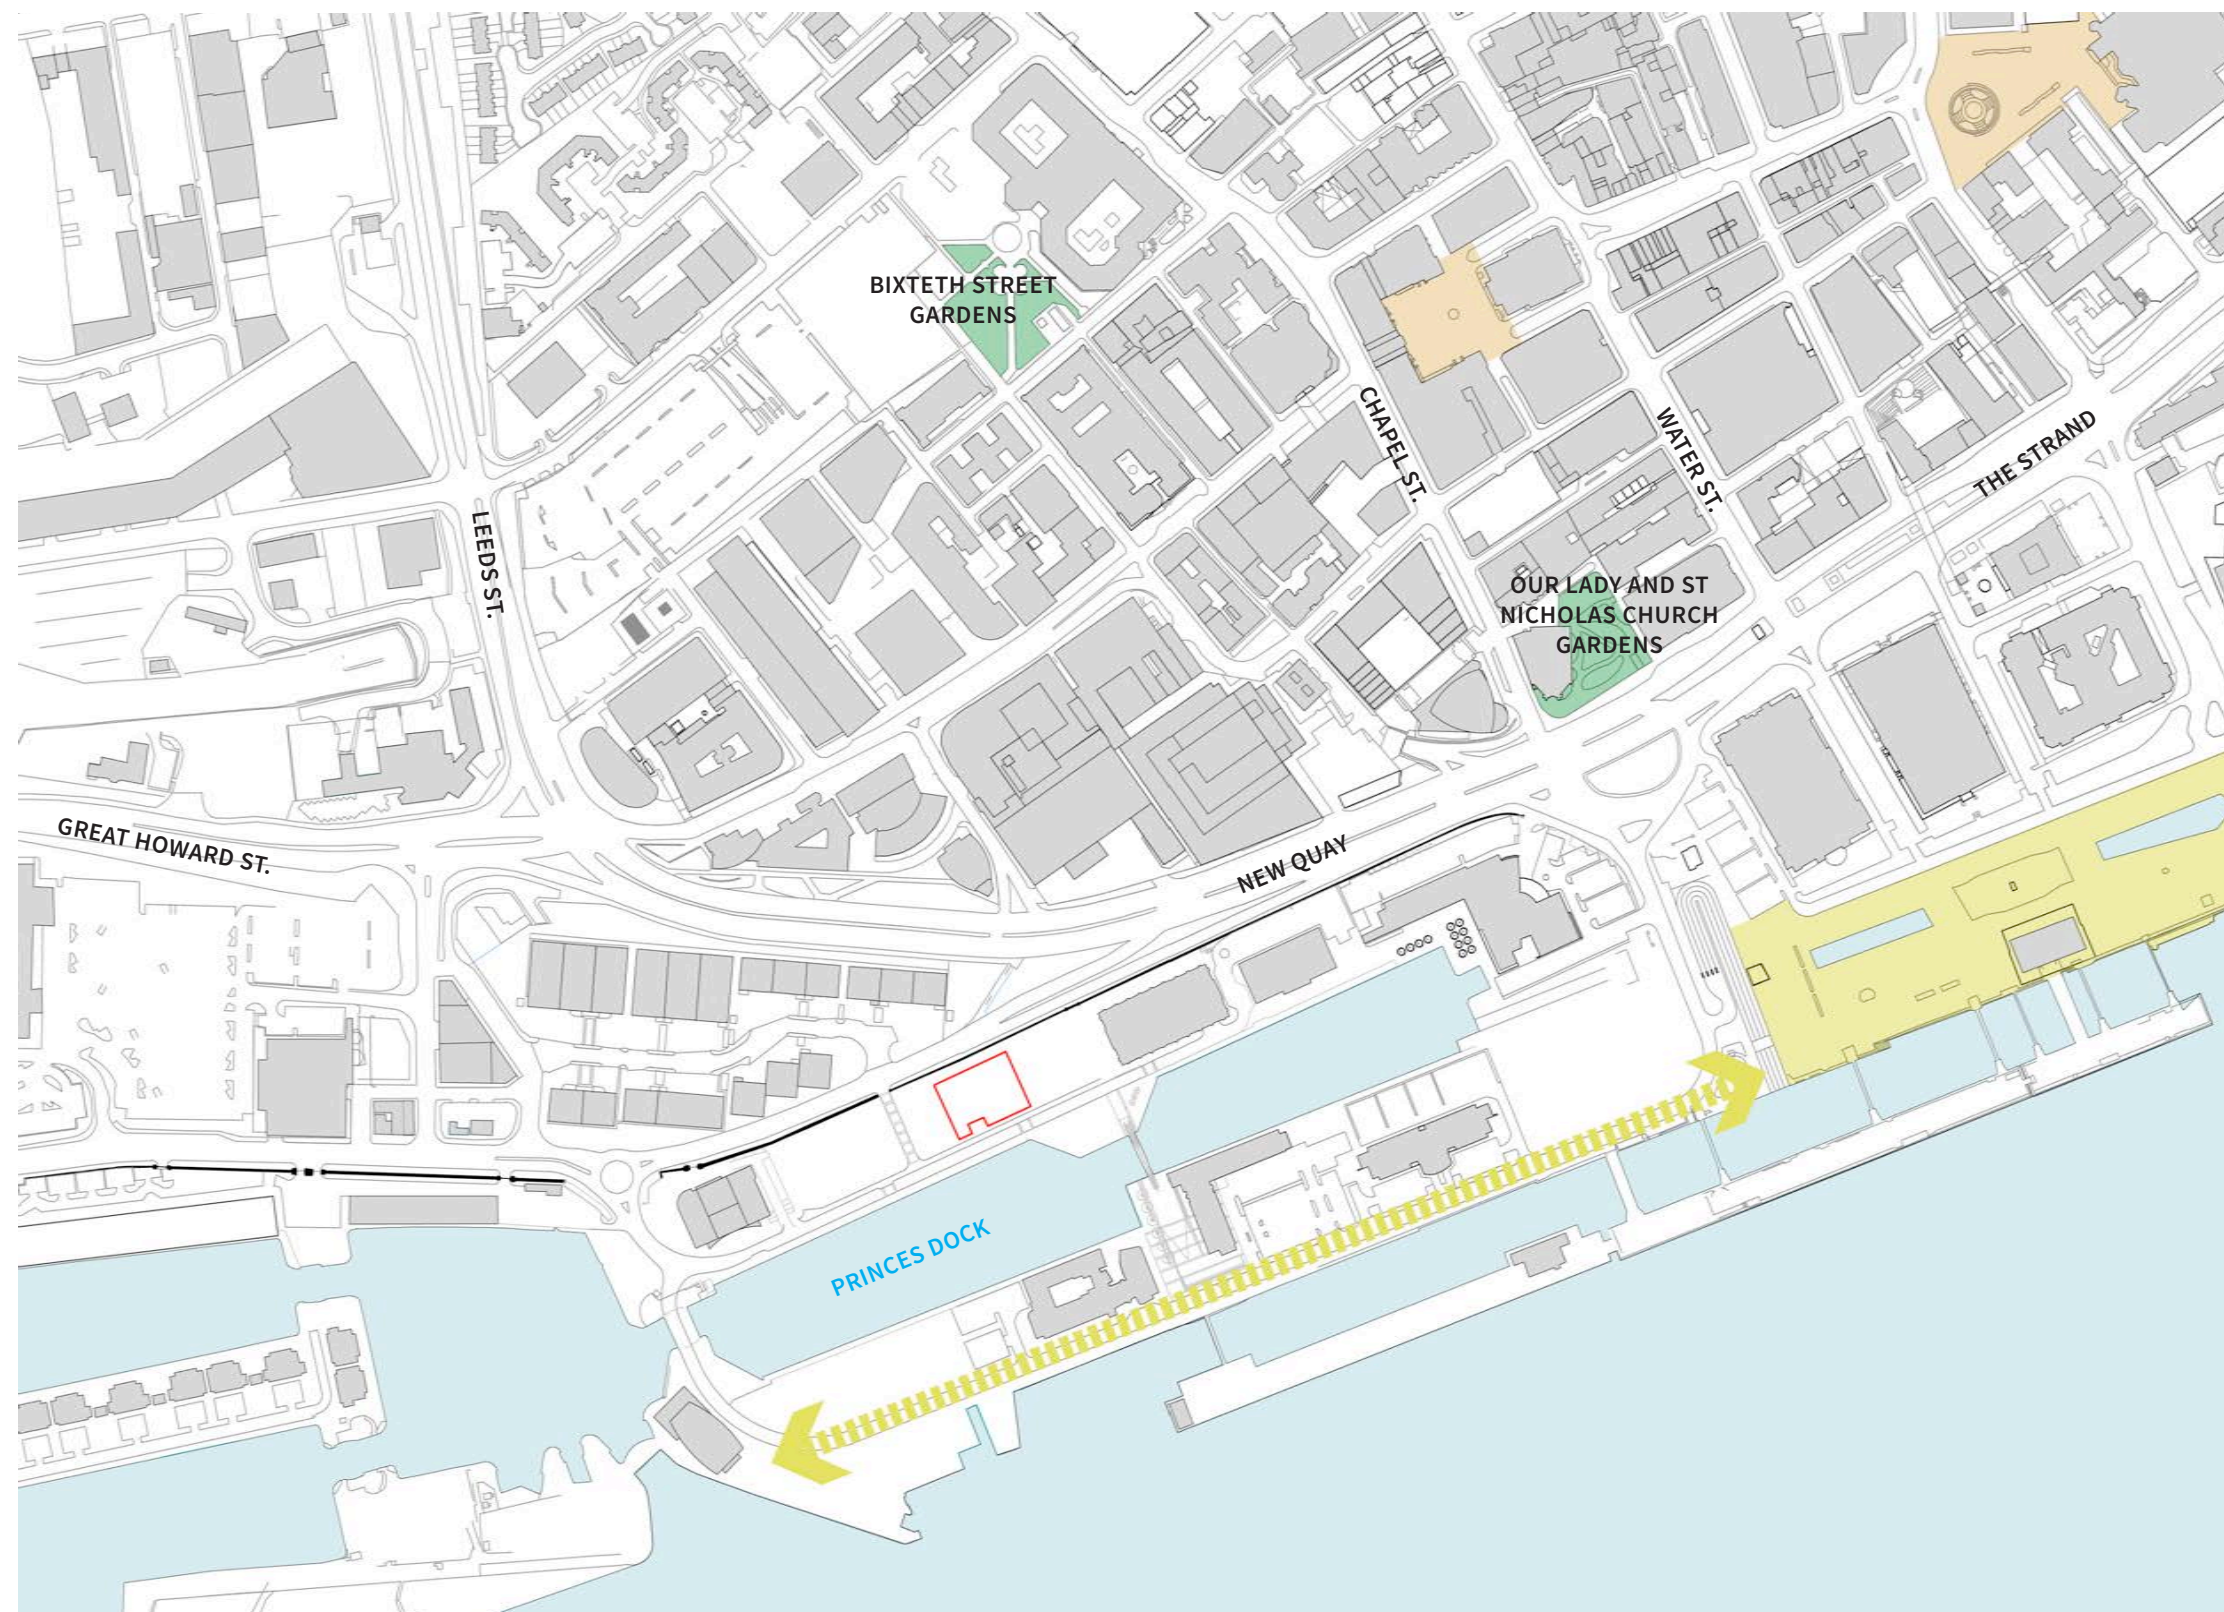 BIXTETH STREET
GARDENS
CHAPEL ST.
WATER ST.
THE STRAND
LEEDS ST.
OUR LADY AND ST
NICHOLAS CHURCH
GARDENS
GREAT HOWARD ST.
NEW QUAY
PRINCES DOCK